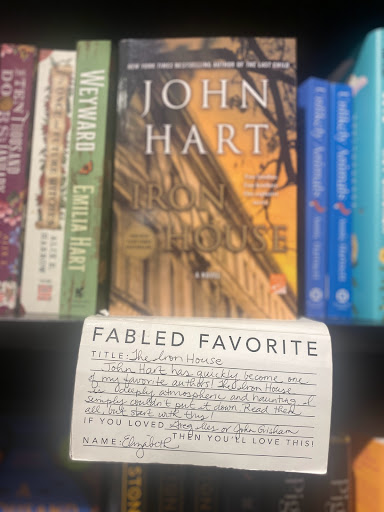 WEYWARD
EMILIA HART
NEW YORK TIMES BESTSELLING AUTHOR OF THE LAST CHILD
JOHN
HART
IRON
HOUSE
A NOVEL
Unlikely Animals
Unlikely Animals
FABLED FAVORITE
TITLE: The Iron House
John Hart has quickly become one
of my favorite authors! The Iron House
is deeply atmospheric and haunting I
simply couldn't put it down Read them
all but start with this!
IF YOU LOVED Greg Iles or John Grisham
THEN YOU'LL LOVE THIS!
NAME: Elizabeth